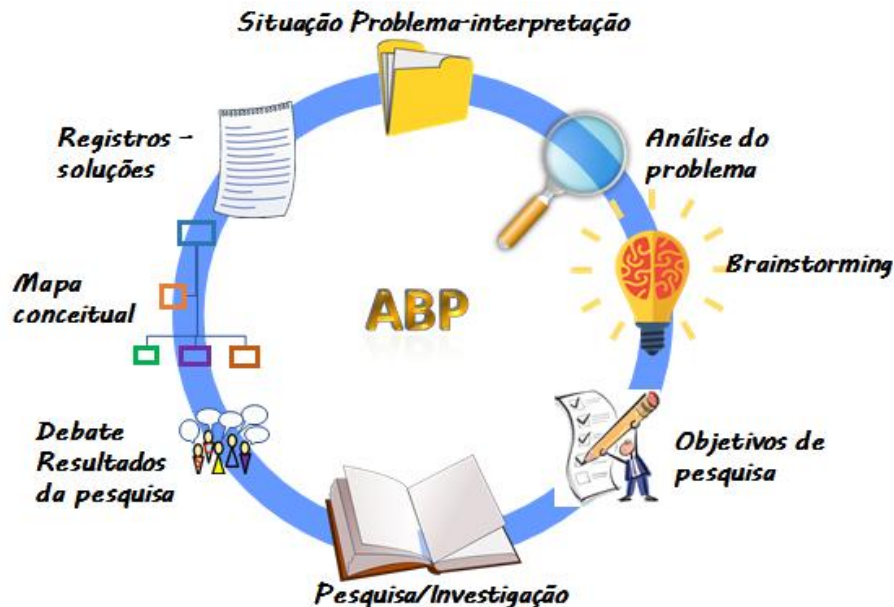 Situação Problema-interpretação
Análise do
problema
Brainstorming
Objetivos de
pesquisa
Pesquisa/Investigação
Debate
Resultados
da pesquisa
Mapa
conceitual
Registros -
soluções
ABP